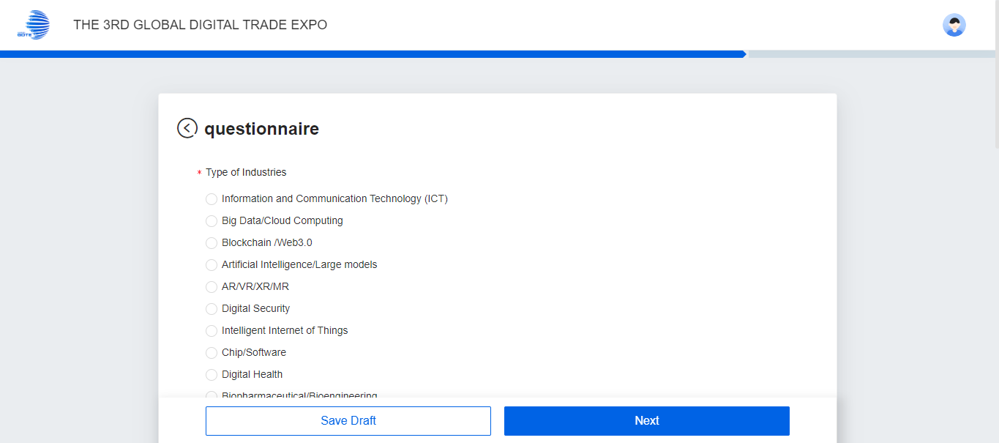 GDTE
THE 3RD GLOBAL DIGITAL TRADE EXPO
questionnaire
* Type of Industries
Information and Communication Technology (ICT)
Big Data/Cloud Computing
Blockchain /Web3.0
Artificial Intelligence/Large models
AR/VR/XR/MR
Digital Security
Intelligent Internet of Things
Chip/Software
Digital Health
Biopharmaceutical/Bioengineering
Save Draft
Next